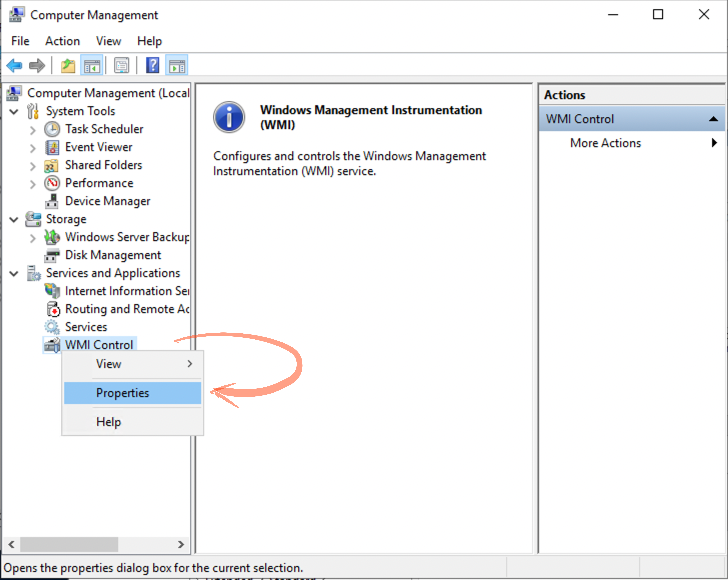 Computer Management
File Action View Help
Computer Management (Local
System Tools
Task Scheduler
Event Viewer
Shared Folders
Performance
Device Manager
Storage
Windows Server Backup
Disk Management
Services and Applications
Internet Information Ser
Routing and Remote Ac
Services
WMI Control
View
Properties
Help
Windows Management Instrumentation
(WMI)
Configures and controls the Windows Management
Instrumentation (WMI) service.
Actions
WMI Control
More Actions
Opens the properties dialog box for the current selection.